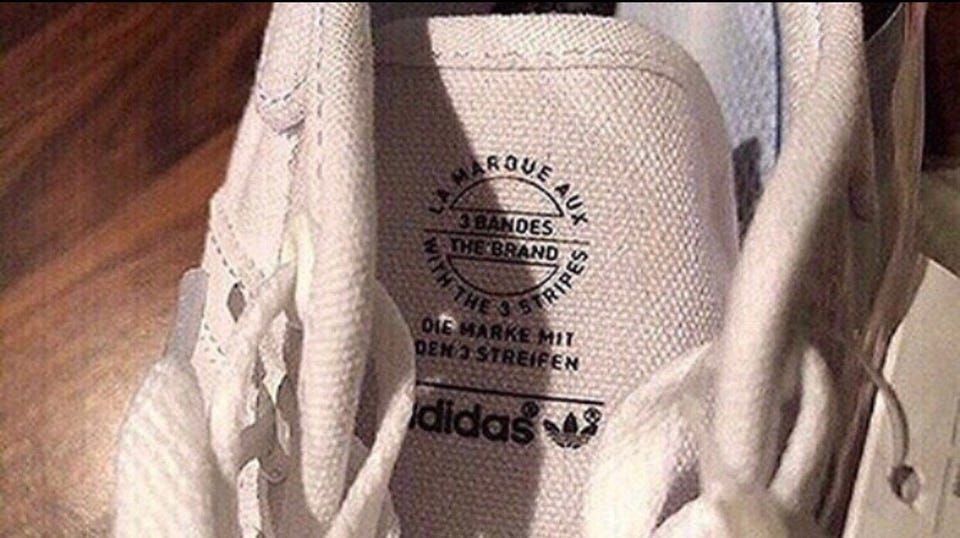 LA MARQUE AUX
3 BANDES
THE BRAND
WITH THE 3 STRIPES
DIE MARKE MIT
DEN 3 STREIFEN
adidas® ®